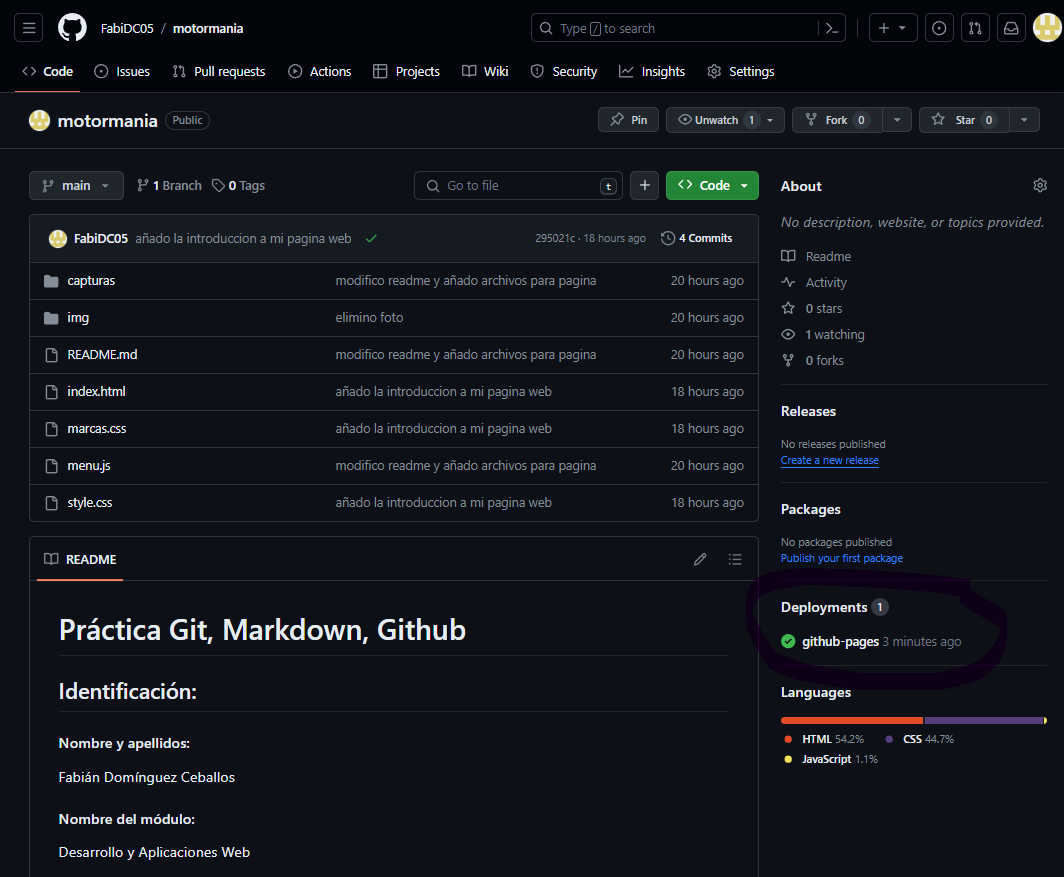 FabiDC05 / motormania
Type / to search
Code Issues Pull requests Actions Projects Wiki Security Insights Settings
motormania Public
Pin Unwatch 1 Fork 0 Star 0
main 1 Branch 0 Tags Go to file t + Code
FabiDC05 añado la introduccion a mi pagina web 295021c · 18 hours ago 4 Commits
capturas modifico readme y añado archivos para pagina 20 hours ago
img elimino foto 20 hours ago
README.md modifico readme y añado archivos para pagina 20 hours ago
index.html añado la introduccion a mi pagina web 18 hours ago
marcas.css añado la introduccion a mi pagina web 18 hours ago
menu.js modifico readme y añado archivos para pagina 20 hours ago
style.css añado la introduccion a mi pagina web 18 hours ago
README
Práctica Git, Markdown, Github
Identificación:
Nombre y apellidos:
Fabián Domínguez Ceballos
Nombre del módulo:
Desarrollo y Aplicaciones Web
About
No description, website, or topics provided.
Readme
Activity
0 stars
1 watching
0 forks
Releases
No releases published
Create a new release
Packages
No packages published
Publish your first package
Deployments 1
github-pages 3 minutes ago
Languages
HTML 54.2% CSS 44.7%
JavaScript 1.1%